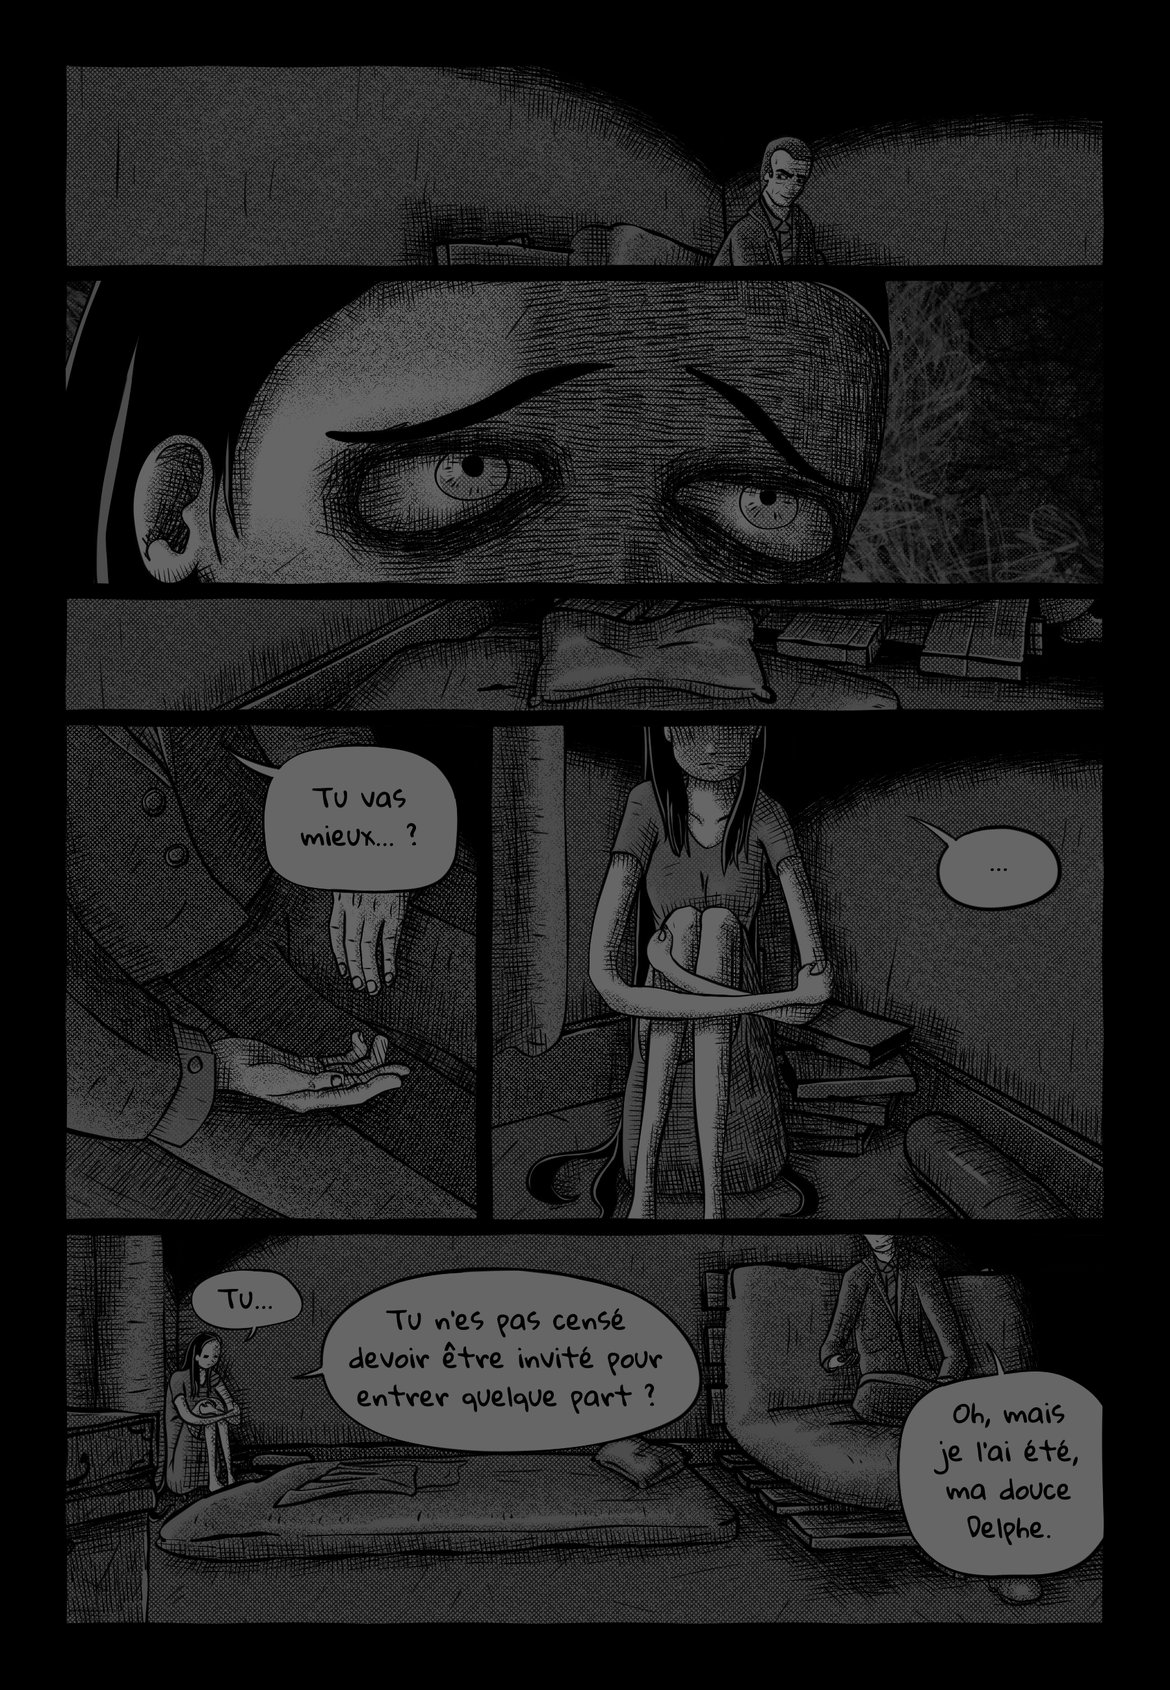 Tu vas
mieux... ?
...
Tu...
Tu n'es pas censé
devoir être invité pour
entrer quelque part ?
Oh, mais
je l'ai été,
ma douce
Delphe.